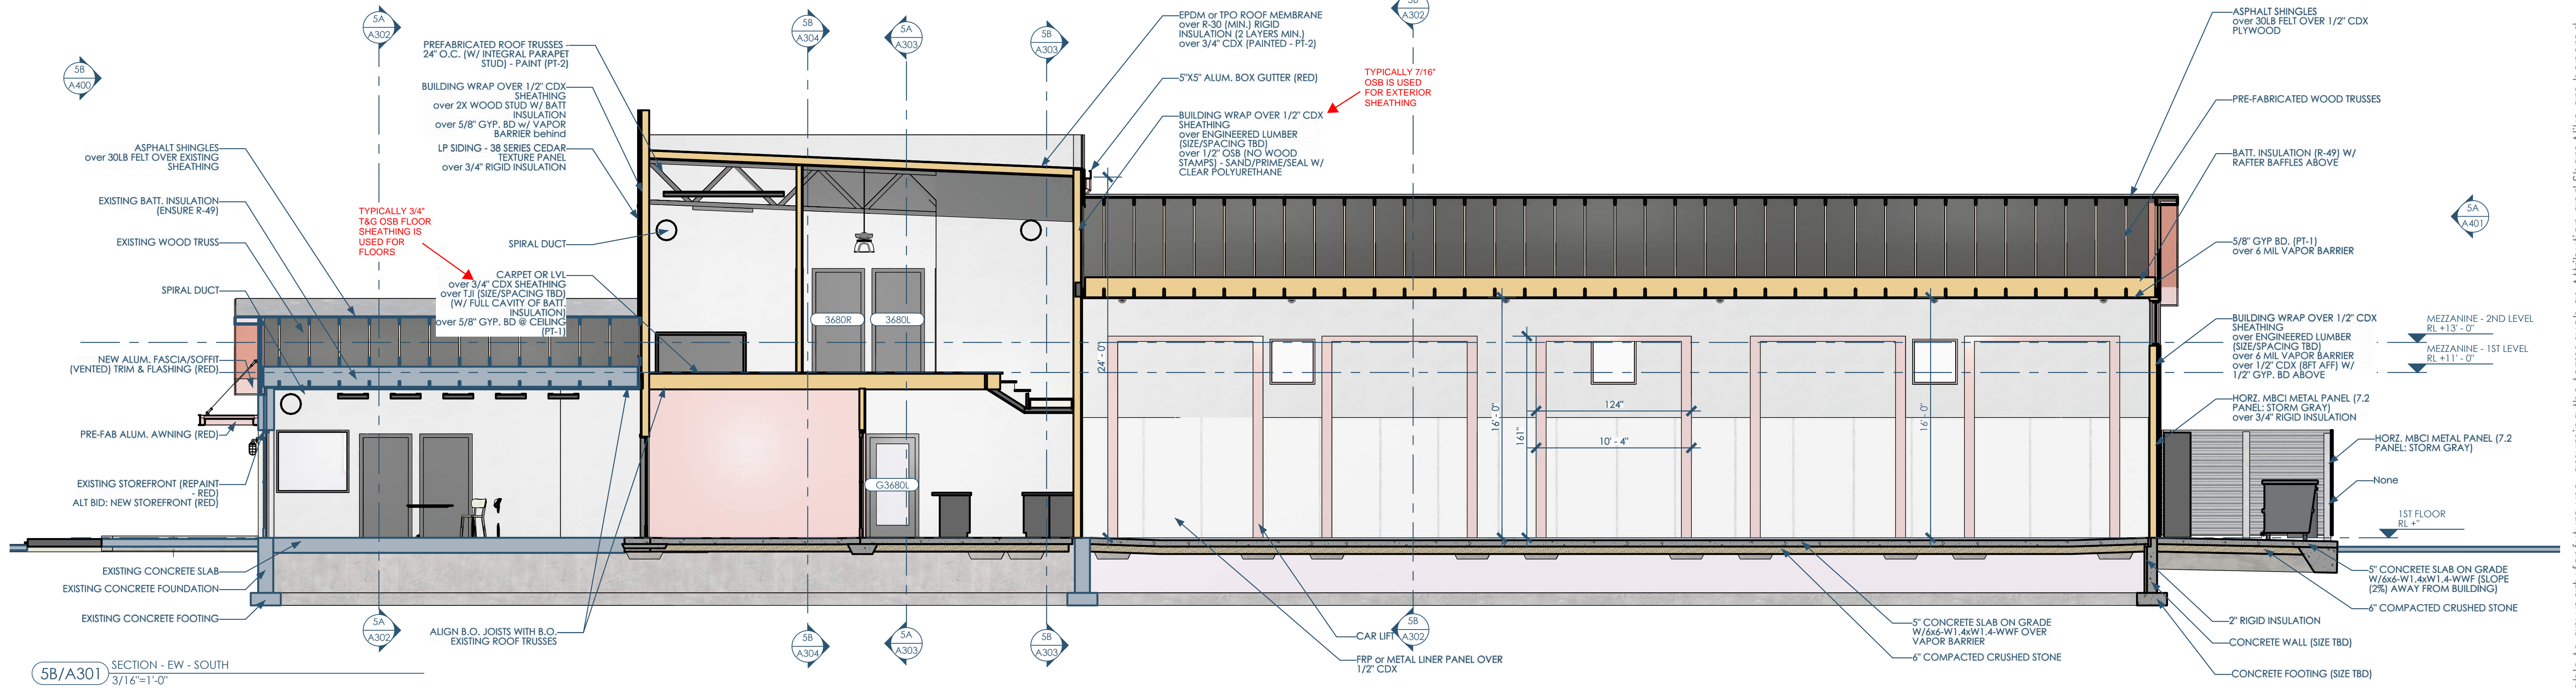 5A
A302
5B
A304
5A
A303
5B
A303
5B
A302
5B
A400
5A
A401
PREFABRICATED ROOF TRUSSES -
24" O.C. (W/ INTEGRAL PARAPET
STUD) - PAINT (PT-2)
BUILDING WRAP OVER 1/2" CDX
SHEATHING
over 2X WOOD STUD W/ BATT
INSULATION
over 5/8" GYP. BD w/ VAPOR
BARRIER behind
LP SIDING - 38 SERIES CEDAR
TEXTURE PANEL
over 3/4" RIGID INSULATION
ASPHALT SHINGLES
over 30LB FELT OVER EXISTING
SHEATHING
EXISTING BATT. INSULATION
(ENSURE R-49)
EXISTING WOOD TRUSS
SPIRAL DUCT
TYPICALLY 3/4"
T&G OSB FLOOR
SHEATHING IS
USED FOR
FLOORS
SPIRAL DUCT
CARPET OR LVL
over 3/4" CDX SHEATHING
over TJI (SIZE/SPACING TBD)
(W/ FULL CAVITY OF BATT.
INSULATION)
over 5/8" GYP. BD @ CEILING
(PT-1)
NEW ALUM. FASCIA/SOFFIT
(VENTED) TRIM & FLASHING (RED)
PRE-FAB ALUM. AWNING (RED)
EXISTING STOREFRONT (REPAINT
- RED)
ALT BID: NEW STOREFRONT (RED)
EXISTING CONCRETE SLAB
EXISTING CONCRETE FOUNDATION
EXISTING CONCRETE FOOTING
ALIGN B.O. JOISTS WITH B.O.
EXISTING ROOF TRUSSES
EPDM or TPO ROOF MEMBRANE
over R-30 (MIN.) RIGID
INSULATION (2 LAYERS MIN.)
over 3/4" CDX (PAINTED - PT-2)
5"X5" ALUM. BOX GUTTER (RED)
BUILDING WRAP OVER 1/2" CDX
SHEATHING
over ENGINEERED LUMBER
(SIZE/SPACING TBD)
over 1/2" OSB (NO WOOD
STAMPS) - SAND/PRIME/SEAL W/
CLEAR POLYURETHANE
TYPICALLY 7/16"
OSB IS USED
FOR EXTERIOR
SHEATHING
ASPHALT SHINGLES
over 30LB FELT OVER 1/2" CDX
PLYWOOD
PRE-FABRICATED WOOD TRUSSES
BATT. INSULATION (R-49) W/
RAFTER BAFFLES ABOVE
5/8" GYP BD. (PT-1)
over 6 MIL VAPOR BARRIER
BUILDING WRAP OVER 1/2" CDX
SHEATHING
over ENGINEERED LUMBER
(SIZE/SPACING TBD)
over 6 MIL VAPOR BARRIER
over 1/2" CDX (8FT AFF) W/
1/2" GYP. BD ABOVE
MEZZANINE - 2ND LEVEL
RL +13' - 0"
MEZZANINE - 1ST LEVEL
RL +11' - 0"
HORZ. MBCI METAL PANEL (7.2
PANEL: STORM GRAY)
over 3/4" RIGID INSULATION
HORZ. MBCI METAL PANEL (7.2
PANEL: STORM GRAY)
None
1ST FLOOR
RL +"
3680R
3680L
G3680L
24' - 0"
16' - 0"
161"
124"
10' - 4"
16' - 0"
5" CONCRETE SLAB ON GRADE
W/6x6-W1.4xW1.4-WWF (SLOPE
(2%) AWAY FROM BUILDING)
6" COMPACTED CRUSHED STONE
2" RIGID INSULATION
CONCRETE WALL (SIZE TBD)
CONCRETE FOOTING (SIZE TBD)
5" CONCRETE SLAB ON GRADE
W/6x6-W1.4xW1.4-WWF OVER
VAPOR BARRIER
6" COMPACTED CRUSHED STONE
CAR LIFT
FRP or METAL LINER PANEL OVER
1/2" CDX
5A
A302
5B
A304
5A
A303
5B
A303
5B
A302
5B/A301
SECTION - EW - SOUTH
3/16"=1'-0"